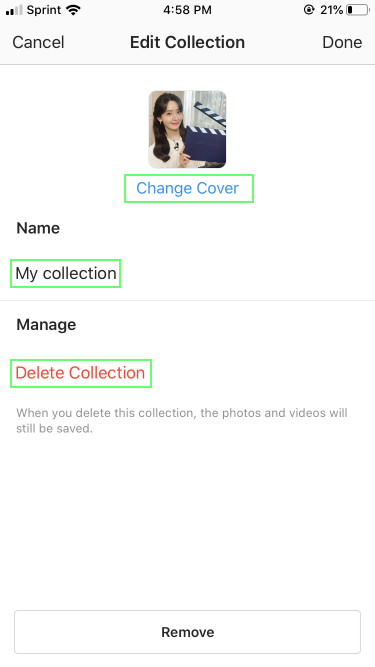 Sprint 4:58 PM 21%
Cancel Edit Collection Done
Change Cover
Name
My collection
Manage
Delete Collection
When you delete this collection, the photos and videos will
still be saved.
Remove